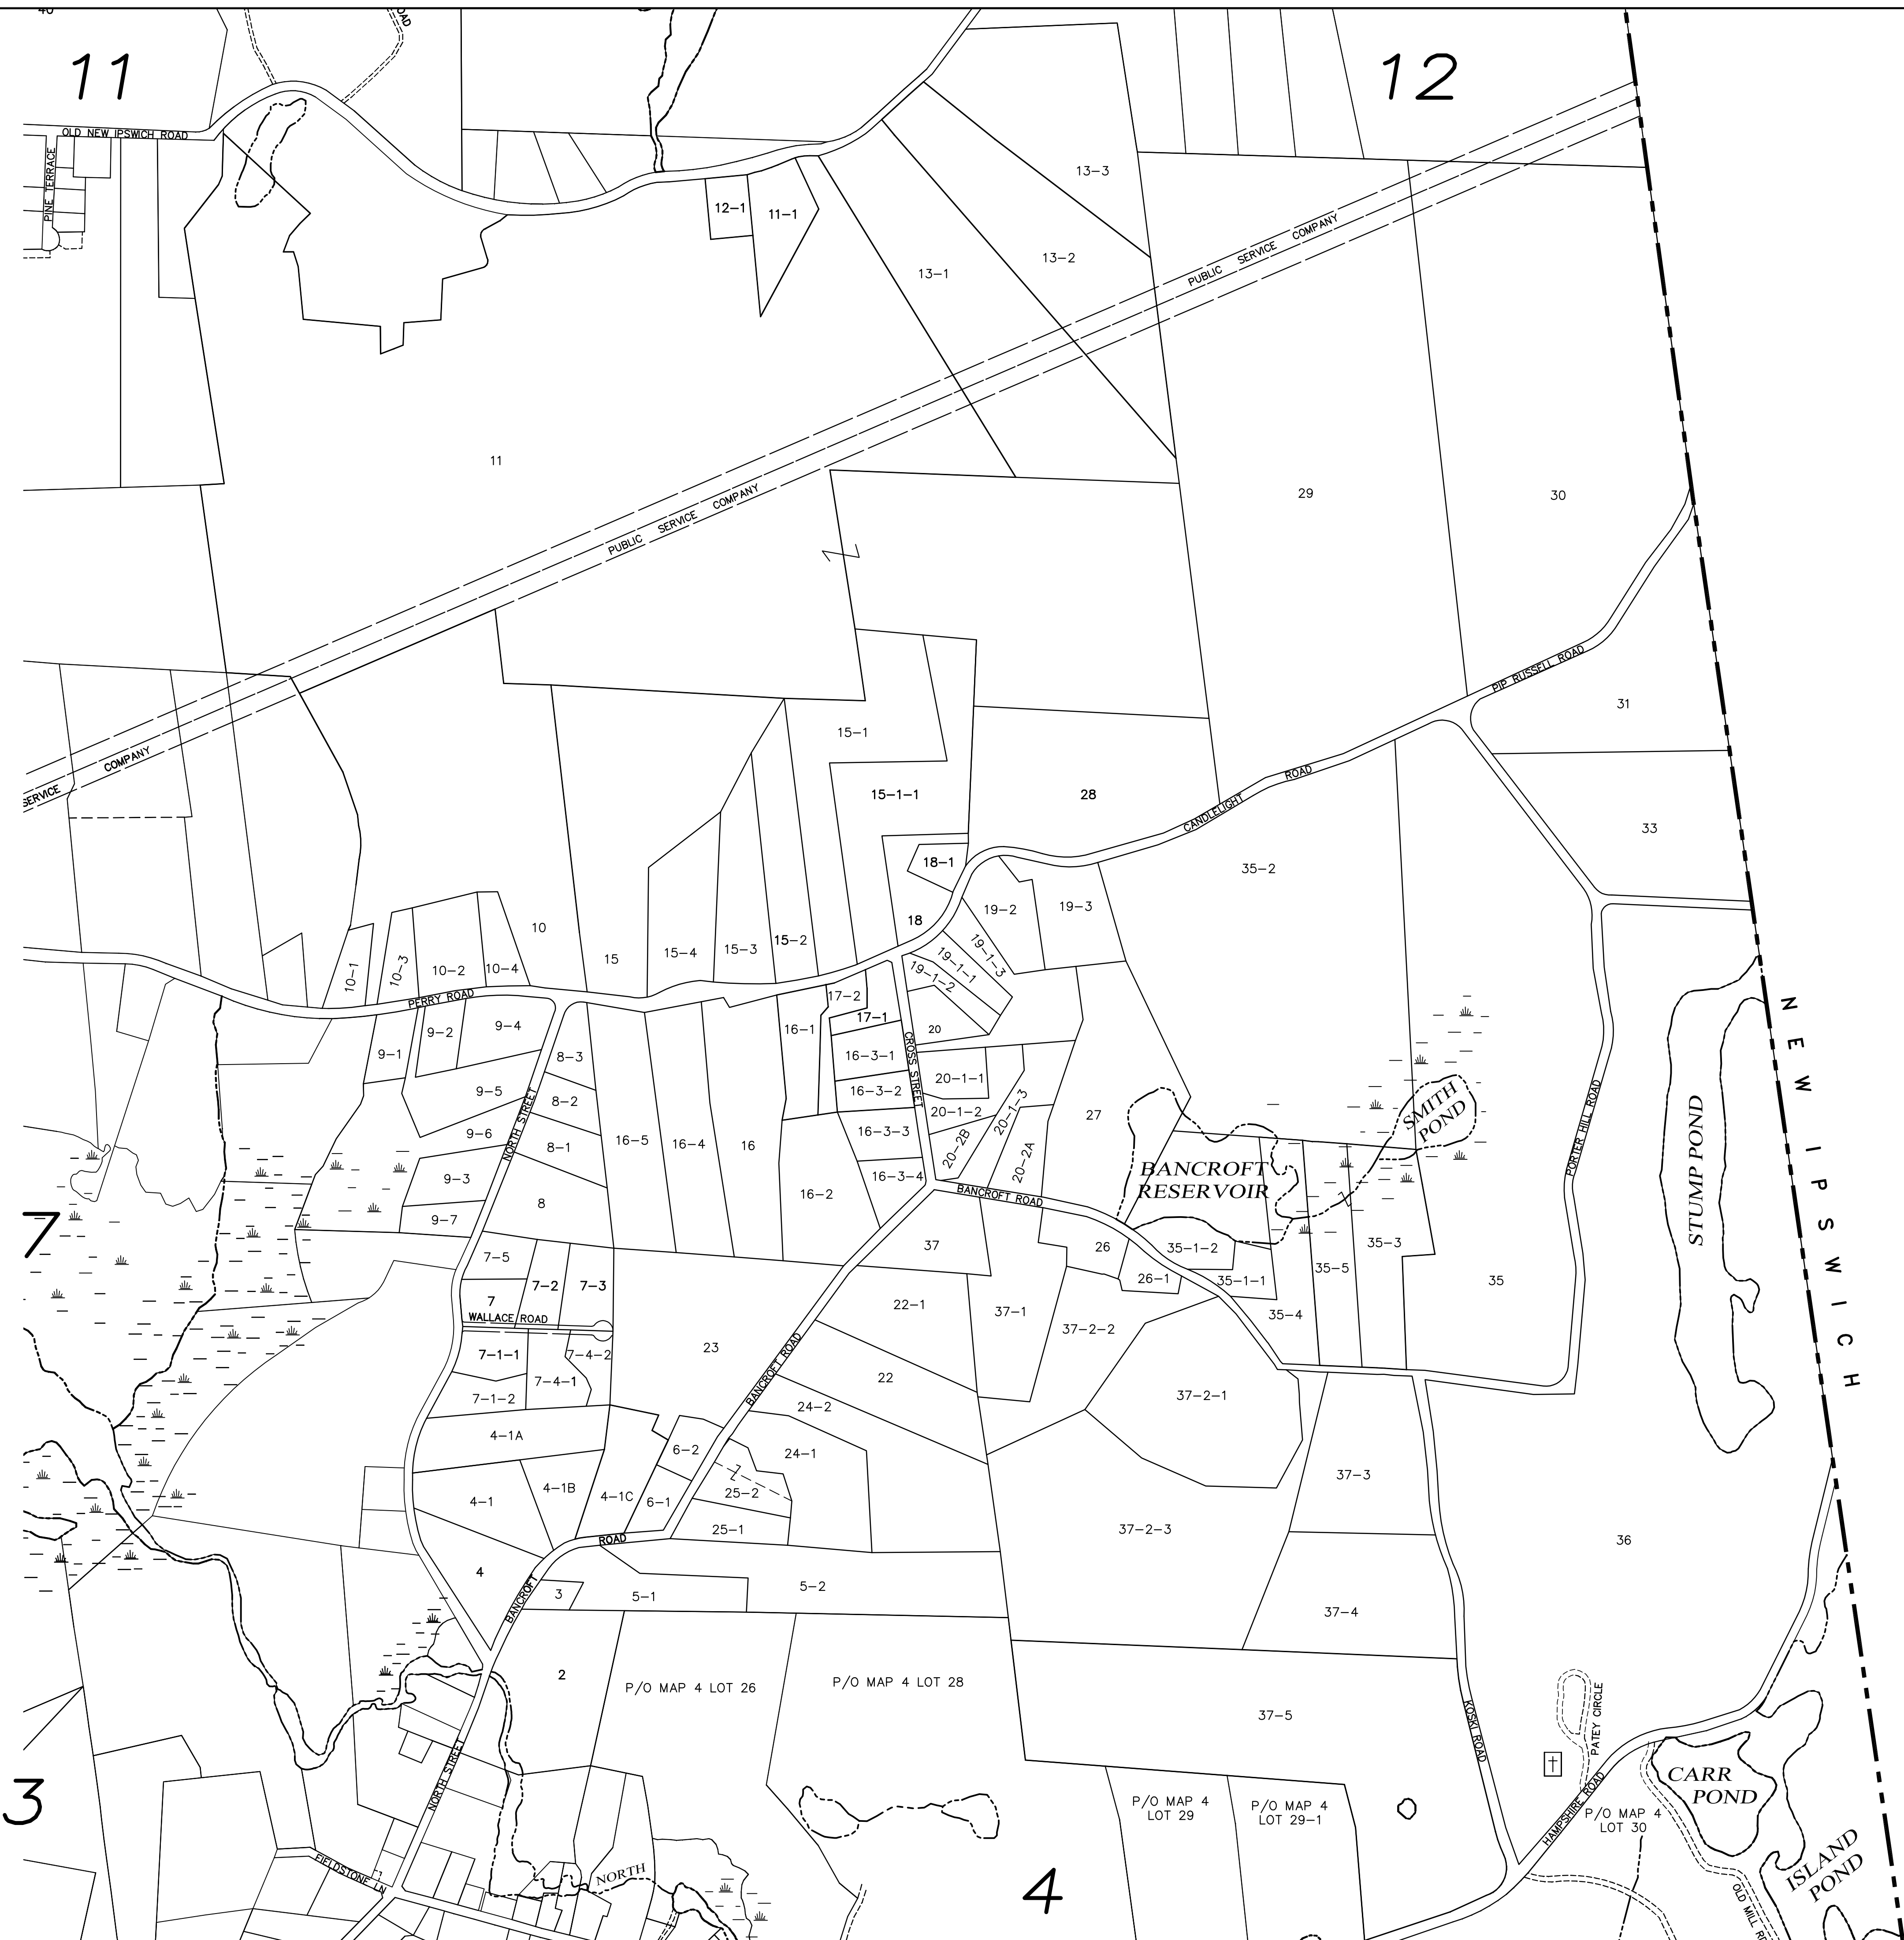 11
12
OLD NEW IPSWICH ROAD
PINE TERRACE
13-3
12-1
11-1
13-2
13-1
PUBLIC SERVICE COMPANY
11
29
30
PUBLIC SERVICE COMPANY
PIP RUSSELL ROAD
31
15-1
SERVICE COMPANY
ROAD
15-1-1
28
CANDLELIGHT
33
18-1
35-2
19-2
19-3
18
10
15
15-4
15-3
15-2
10-1
10-3
10-2
10-4
19-1-3
19-1-1
19-1-2
PERRY ROAD
17-2
17-1
NEW IPSWICH
9-2
9-4
16-1
20
9-1
8-3
16-3-1
CROSS STREET
20-1-1
9-5
8-2
16-3-2
20-1-2
20-1-3
27
SMITH
POND
PORTER HILL ROAD
STUMP POND
9-6
NORTH STREET
8-1
16-5
16-4
16
16-3-3
20-2B
20-2A
BANCROFT
RESERVOIR
9-3
16-3-4
16-2
BANCROFT ROAD
9-7
8
7
37
26
35-1-2
35-3
7-5
7-2
7-3
26-1
35-1-1
35-5
35
7
22-1
37-1
35-4
WALLACE ROAD
37-2-2
23
BANCROFT ROAD
7-1-1
7-4-2
7-4-1
22
37-2-1
7-1-2
24-2
4-1A
6-2
24-1
37-3
4-1
4-1B
4-1C
6-1
25-2
25-1
37-2-3
ROAD
36
4
BANCROFT
3
5-1
5-2
37-4
2
P/O MAP 4 LOT 26
P/O MAP 4 LOT 28
37-5
KOSKI ROAD
PATEY CIRCLE
NORTH STREET
3
P/O MAP 4
LOT 29
P/O MAP 4
LOT 29-1
HAMPSHIRE ROAD
P/O MAP 4
LOT 30
CARR
POND
FIELDSTONE LN
NORTH
4
ISLAND
POND